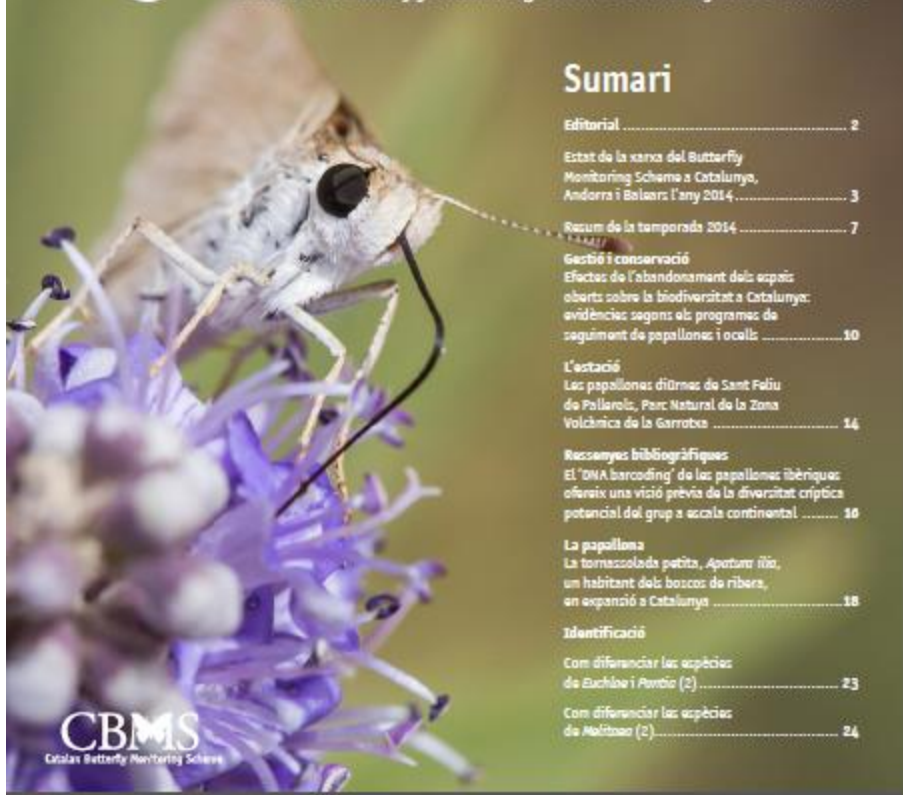 Sumari
Editorial ........ 2
Estat de la xarxa del Butterfly
Monitoring Scheme a Catalunya,
Andorra i Balears l'any 2014 ........ 3
Resum de la temporada 2014 ........ 7
Gestió i conservació
Efectes de l'abandonament dels espais
oberts sobre la biodiversitat a Catalunya:
evidències segons els programes de
seguiment de papallones i ocells ........ 10
L'estació
Les papallones diürnes de Sant Feliu
de Pallerols, Parc Natural de la Zona
Volcànica de la Garrotxa ........ 14
Ressenyes bibliogràfiques
El 'DNA barcoding' de les papallones ibèriques
ofereix una visió prèvia de la diversitat críptica
potencial del grup a escala continental ........ 16
La papallona
La tornassolada petita, Apatura ilia,
un habitant dels boscos de ribera,
en expansió a Catalunya ........ 18
Identificació
Com diferenciar les espècies
de Euchloe i Pontia (2) ........ 23
Com diferenciar les espècies
de Melitaea (2) ........ 24
CBMS
Catalan Butterfly Monitoring Scheme